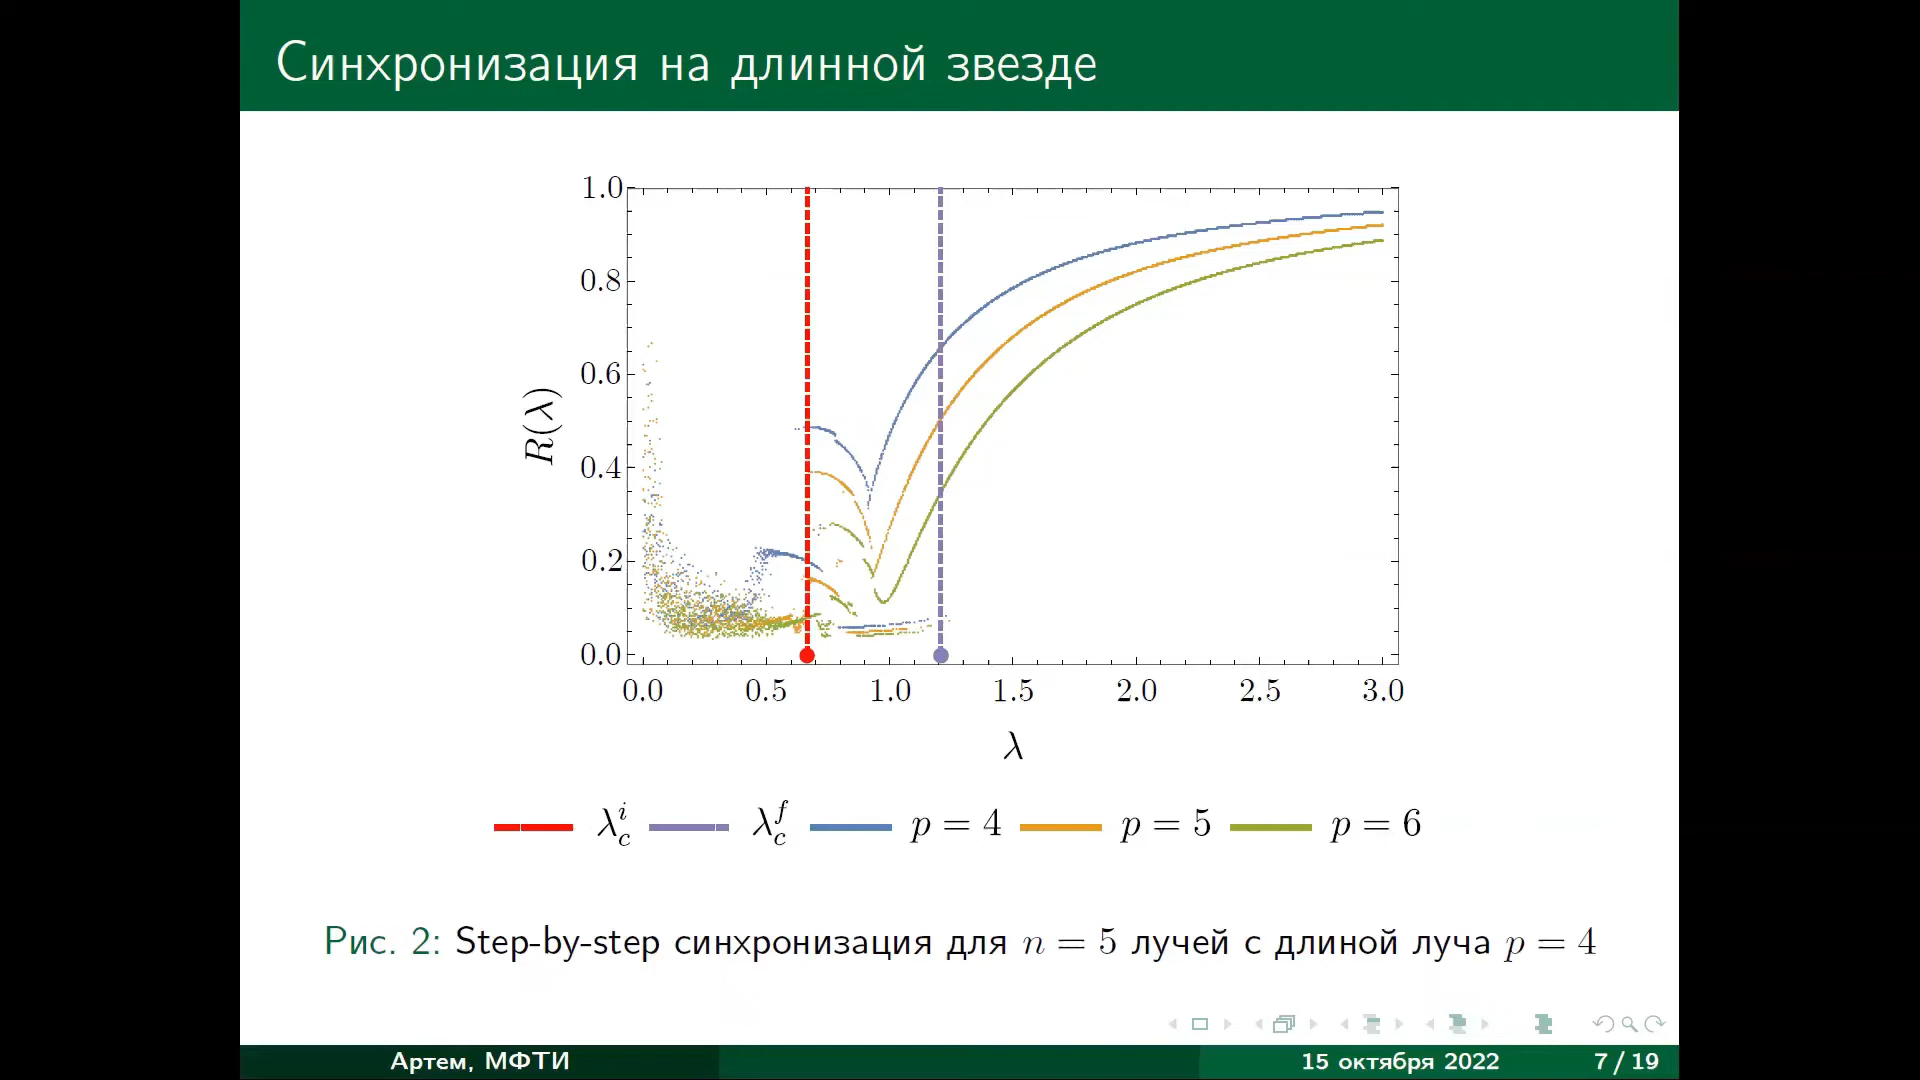 Синхронизация на длинной звезде
1.0
0.8
0.6
0.4
0.2
0.0
R(λ)
0.0 0.5 1.0 1.5 2.0 2.5 3.0
λ
λ_c^i λ_c^f p = 4 p = 5 p = 6
Рис. 2: Step-by-step синхронизация для n = 5 лучей с длиной луча p = 4
Артем, МФТИ 15 октября 2022 7 / 19